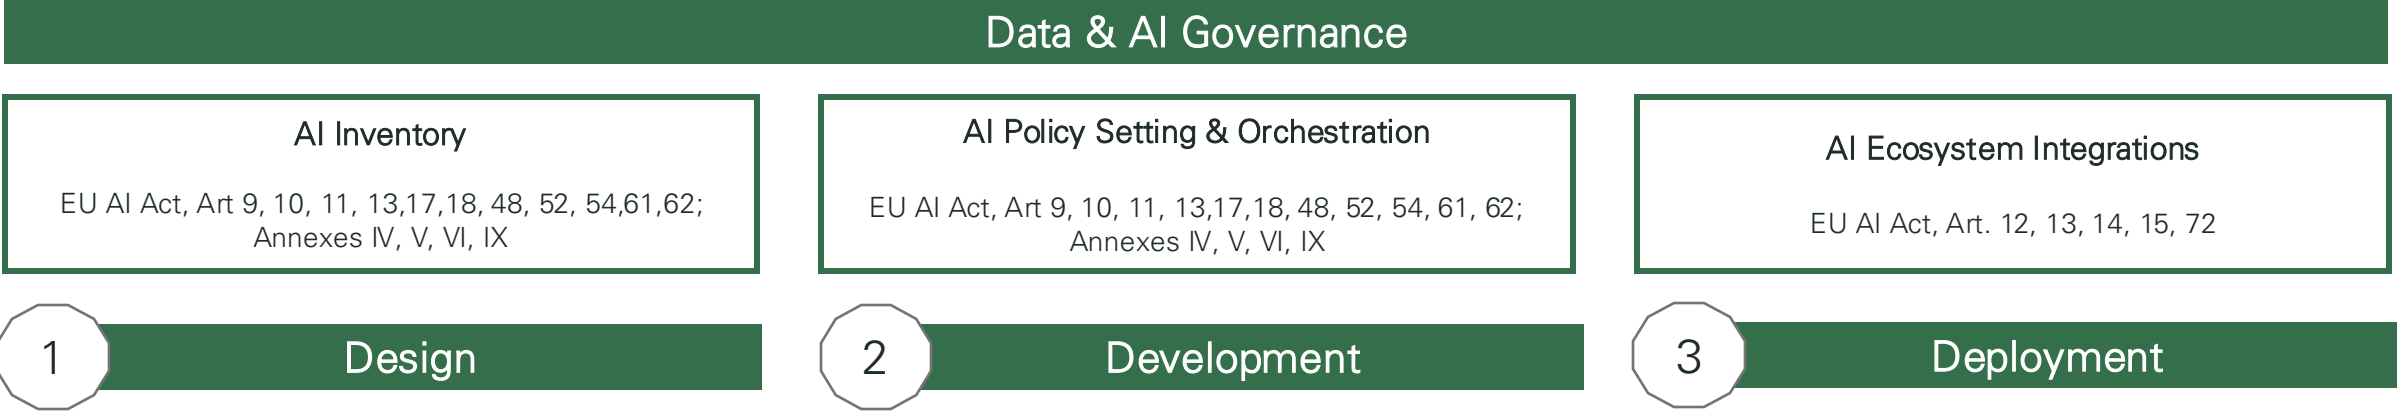 Data & AI Governance
AI Inventory
EU AI Act, Art 9, 10, 11, 13,17,18, 48, 52, 54,61,62;
Annexes IV, V, VI, IX
AI Policy Setting & Orchestration
EU AI Act, Art 9, 10, 11, 13,17,18, 48, 52, 54, 61, 62;
Annexes IV, V, VI, IX
AI Ecosystem Integrations
EU AI Act, Art. 12, 13, 14, 15, 72
1
Design
2
Development
3
Deployment